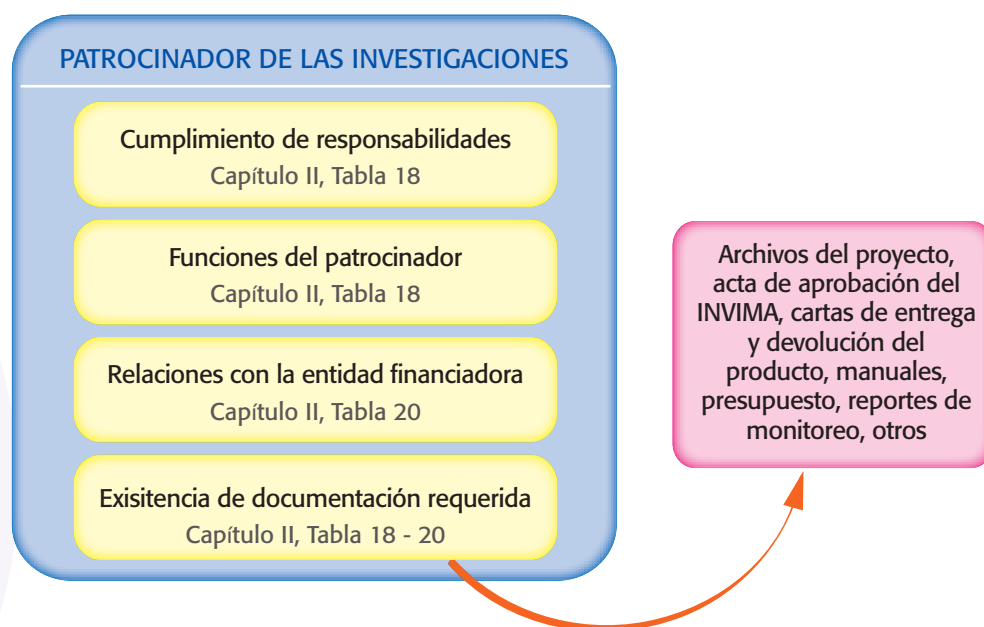 PATROCINADOR DE LAS INVESTIGACIONES
Cumplimiento de responsabilidades
Capítulo II, Tabla 18
Funciones del patrocinador
Capítulo II, Tabla 18
Relaciones con la entidad financiadora
Capítulo II, Tabla 20
Exisitencia de documentación requerida
Capítulo II, Tabla 18 - 20
Archivos del proyecto,
acta de aprobación del
INVIMA, cartas de entrega
y devolución del
producto, manuales,
presupuesto, reportes de
monitoreo, otros